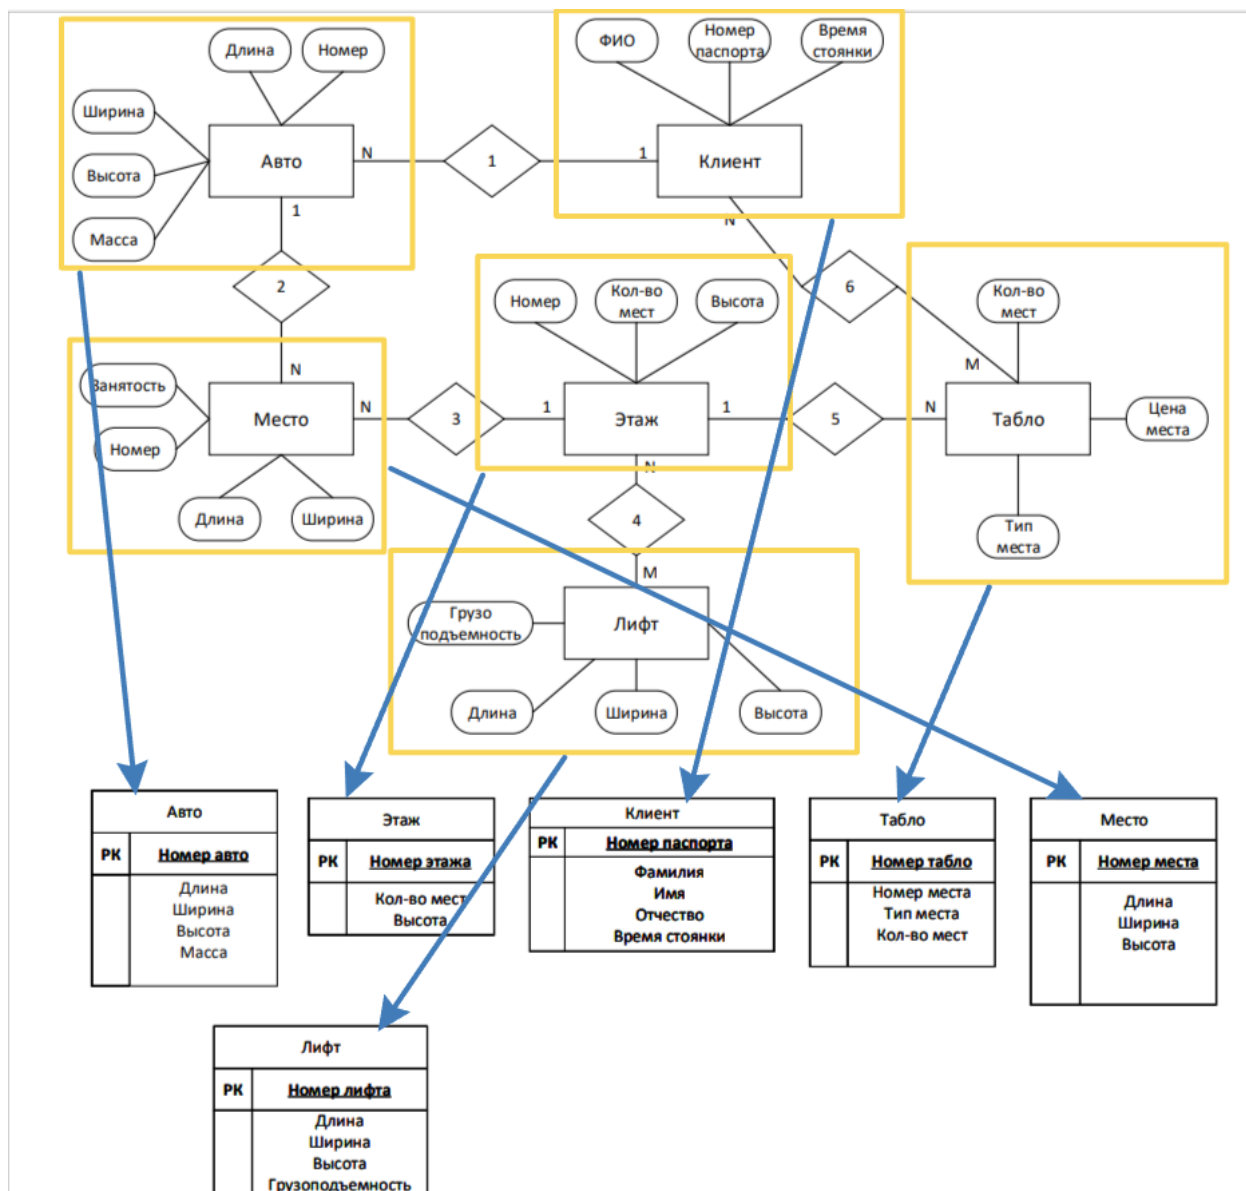 Длина
Номер
ФИО
Номер
паспорта
Время
стоянки
Ширина
Высота
Масса
Авто
N
1
1
Клиент
1
N
2
6
Номер
Кол-во
мест
Высота
Кол-во
мест
N
M
Занятость
Номер
Место
N
3
1
Этаж
1
5
N
Табло
Цена
места
Длина
Ширина
N
4
M
Тип
места
Грузо
подъемность
Лифт
Длина
Ширина
Высота
Авто
PK
Номер авто
Длина
Ширина
Высота
Масса
Этаж
PK
Номер этажа
Кол-во мест
Высота
Клиент
PK
Номер паспорта
Фамилия
Имя
Отчество
Время стоянки
Табло
PK
Номер табло
Номер места
Тип места
Кол-во мест
Место
PK
Номер места
Длина
Ширина
Высота
Лифт
PK
Номер лифта
Длина
Ширина
Высота
Грузоподъемность